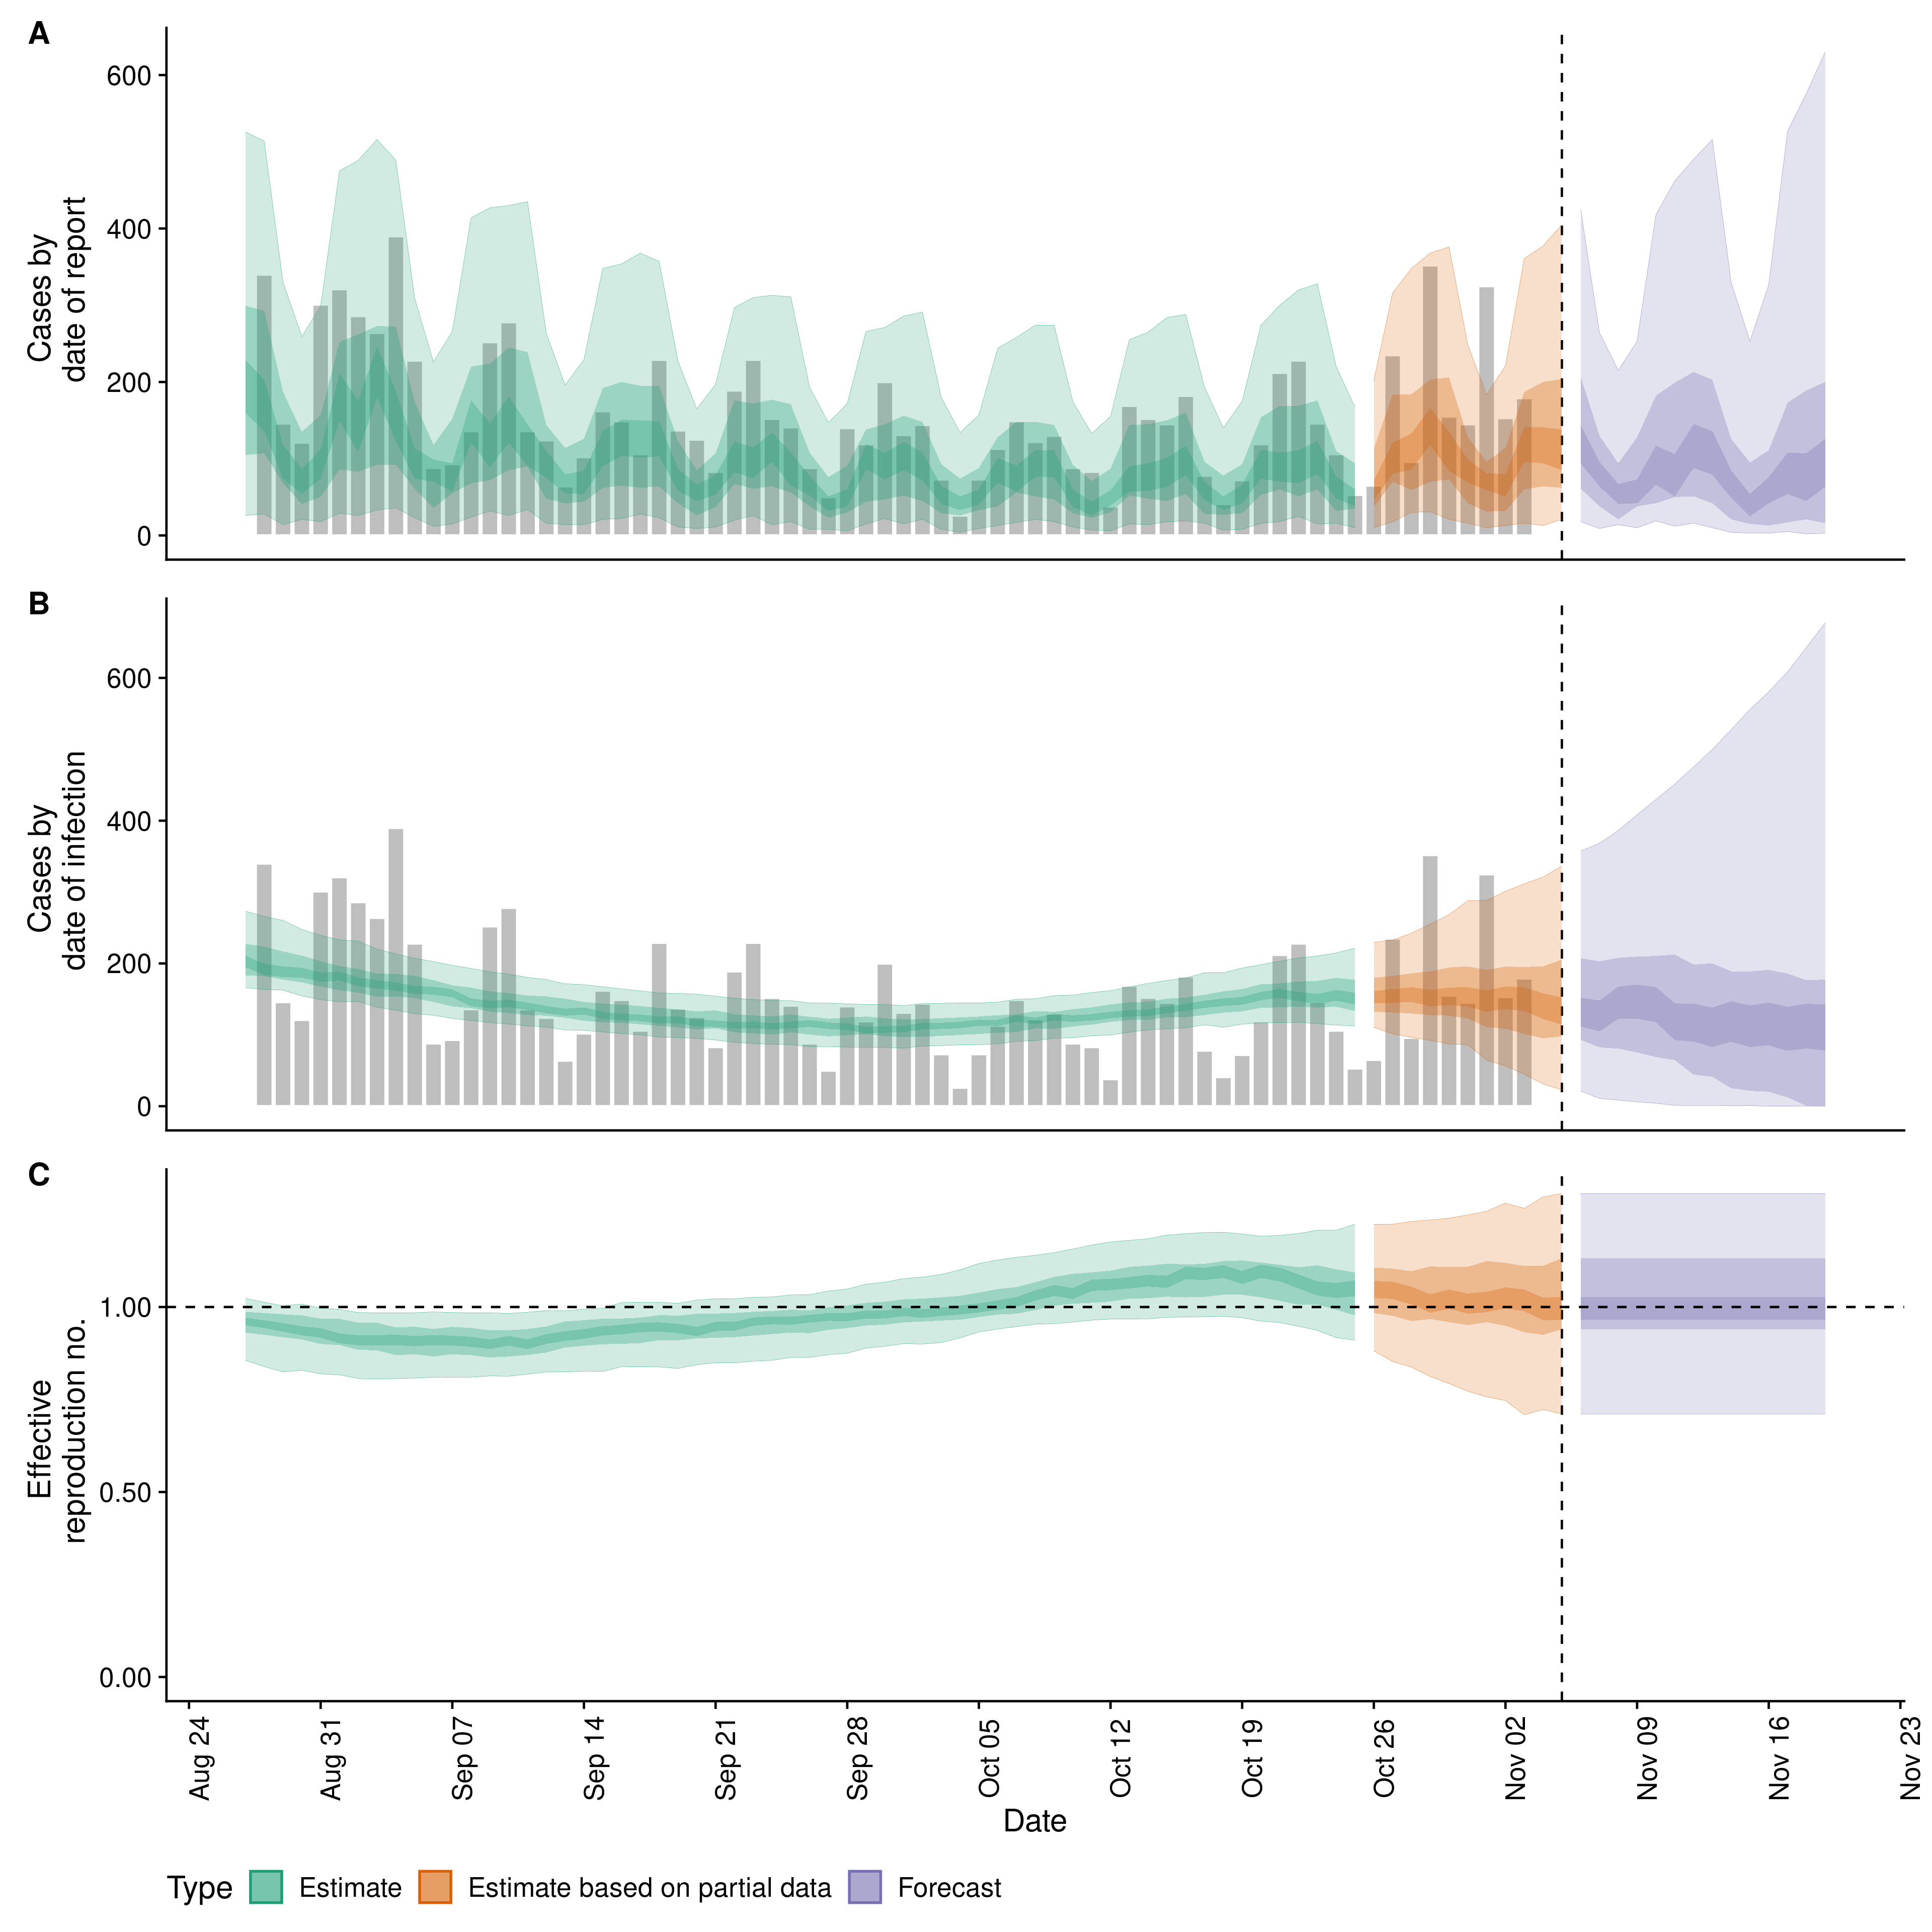 A
600
400
200
0
Cases by
date of report
B
600
400
200
0
Cases by
date of infection
C
1.00
0.50
0.00
Effective
reproduction no.
Aug 24
Aug 31
Sep 07
Sep 14
Sep 21
Sep 28
Oct 05
Oct 12
Oct 19
Oct 26
Nov 02
Nov 09
Nov 16
Nov 23
Date
Type Estimate Estimate based on partial data Forecast